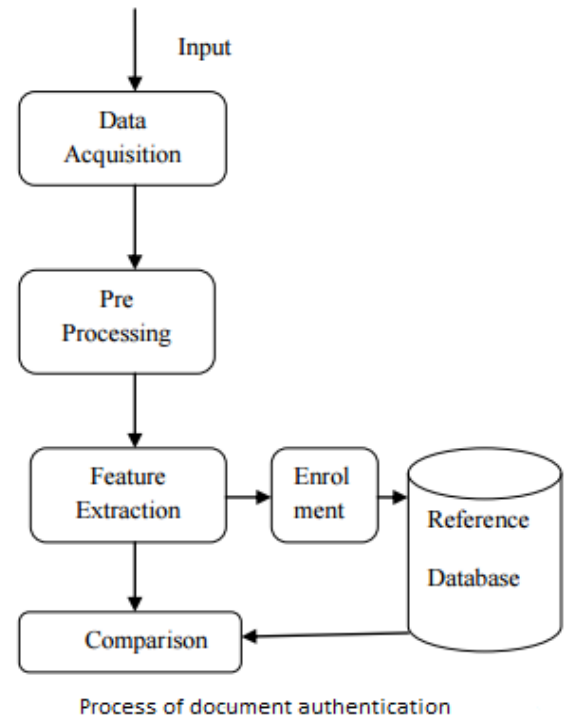 Input
Data
Acquisition
Pre
Processing
Feature
Extraction
Enrol
ment
Reference
Database
Comparison
Process of document authentication